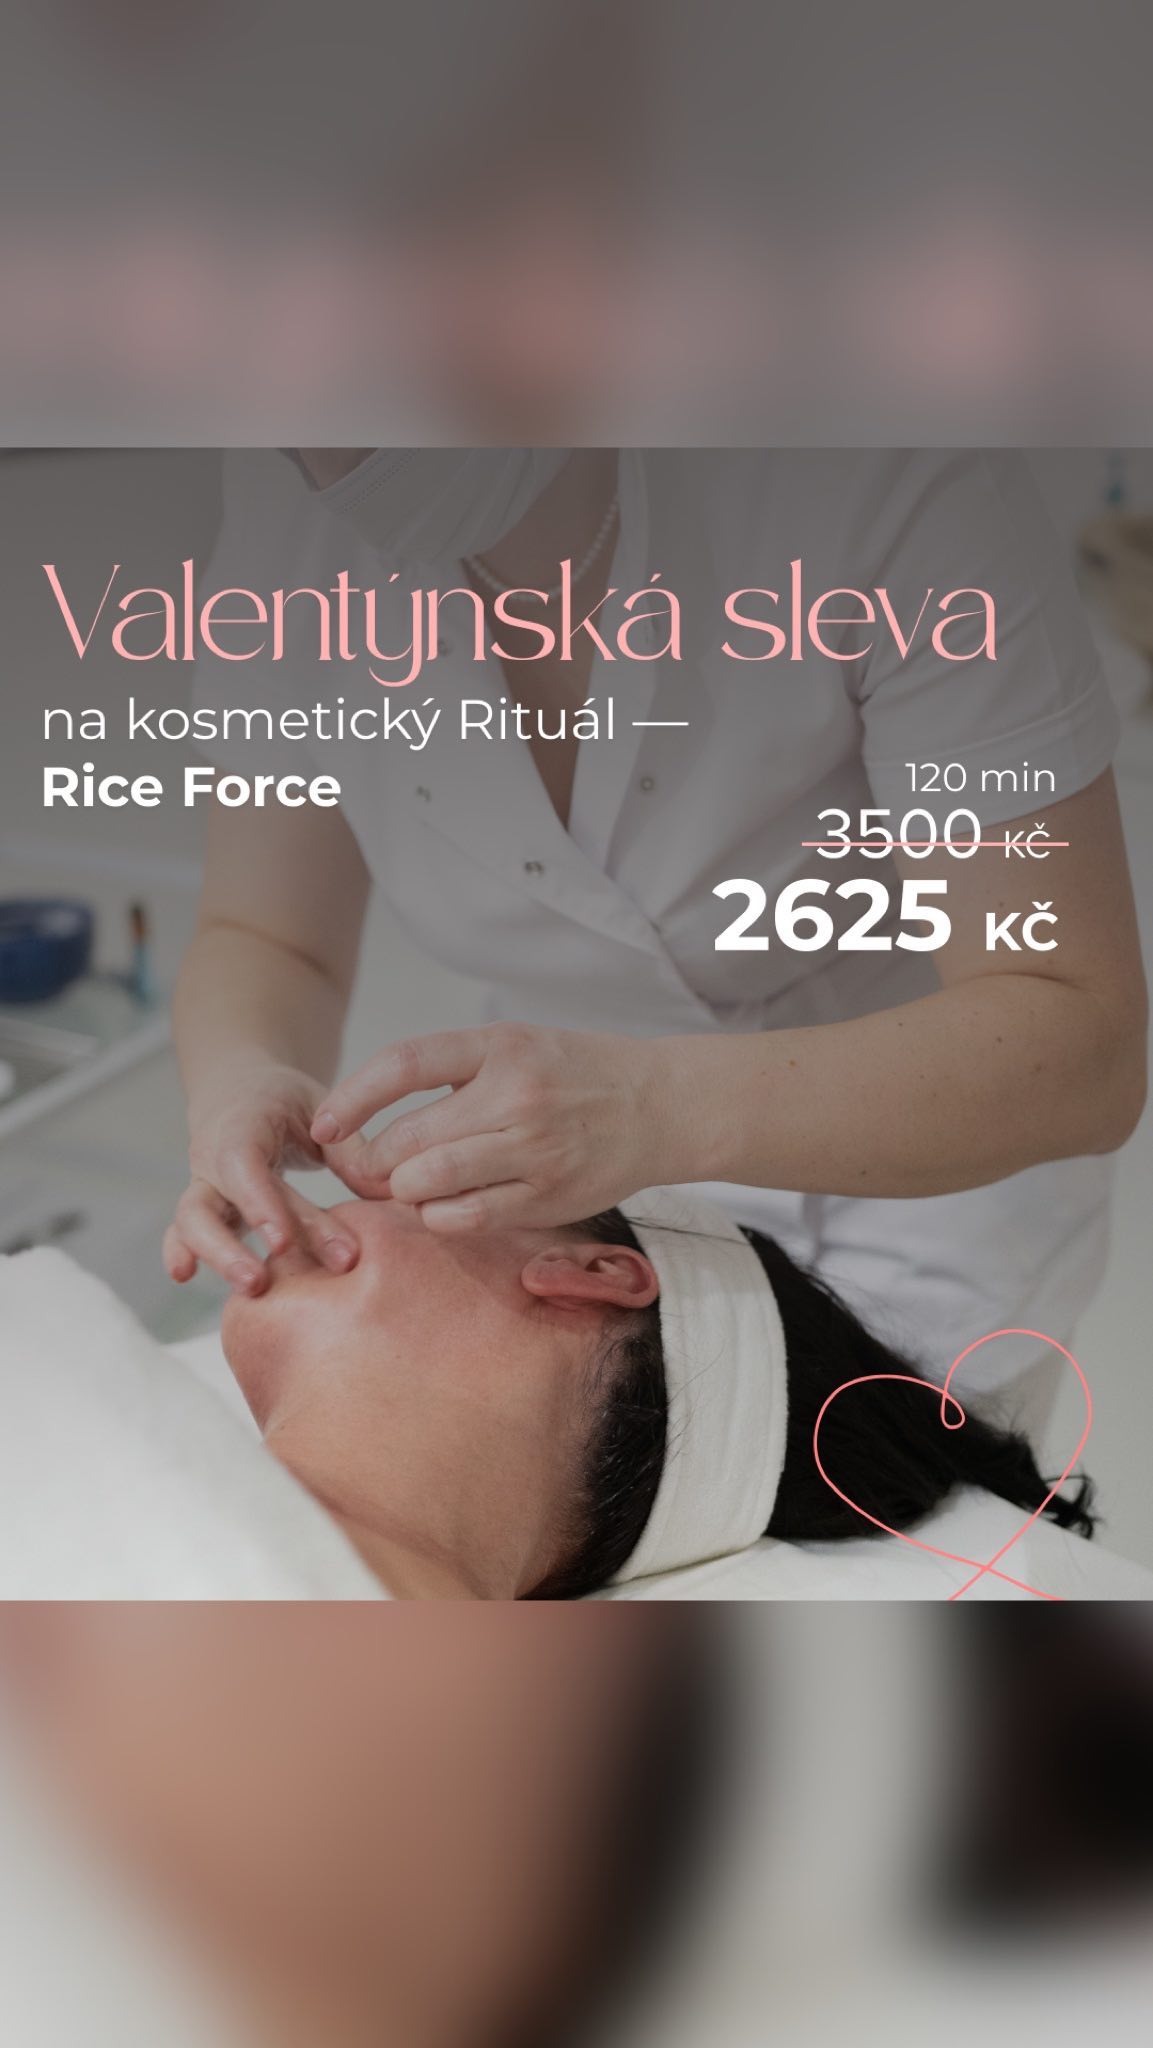 Valentýnská sleva
na kosmetický Rituál —
Rice Force
120 min
3500 KČ
2625 KČ